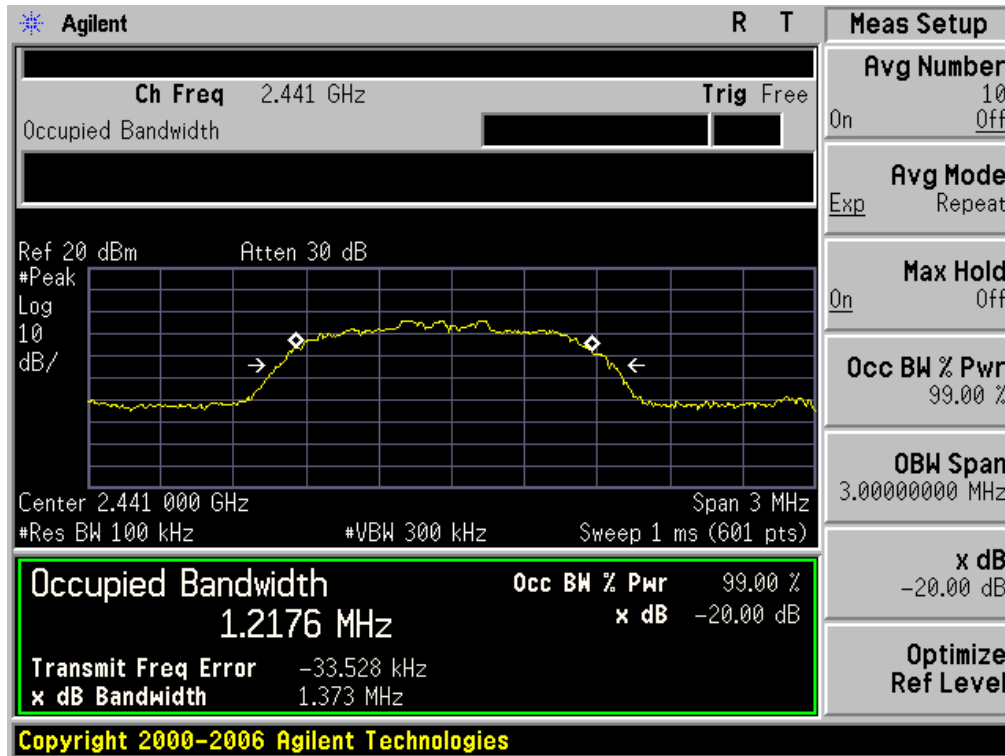 Agilent R T
Ch Freq 2.441 GHz Trig Free
Occupied Bandwidth
Ref 20 dBm Atten 30 dB
#Peak
Log
10
dB/
Center 2.441 000 GHz Span 3 MHz
#Res BW 100 kHz #VBW 300 kHz Sweep 1 ms (601 pts)
Occupied Bandwidth Occ BW % Pwr 99.00 %
1.2176 MHz x dB -20.00 dB
Transmit Freq Error -33.528 kHz
x dB Bandwidth 1.373 MHz
Meas Setup
Avg Number
10
On Off
Avg Mode
Exp Repeat
Max Hold
On Off
Occ BW % Pwr
99.00 %
OBW Span
3.00000000 MHz
x dB
-20.00 dB
Optimize
Ref Level
Copyright 2000-2006 Agilent Technologies